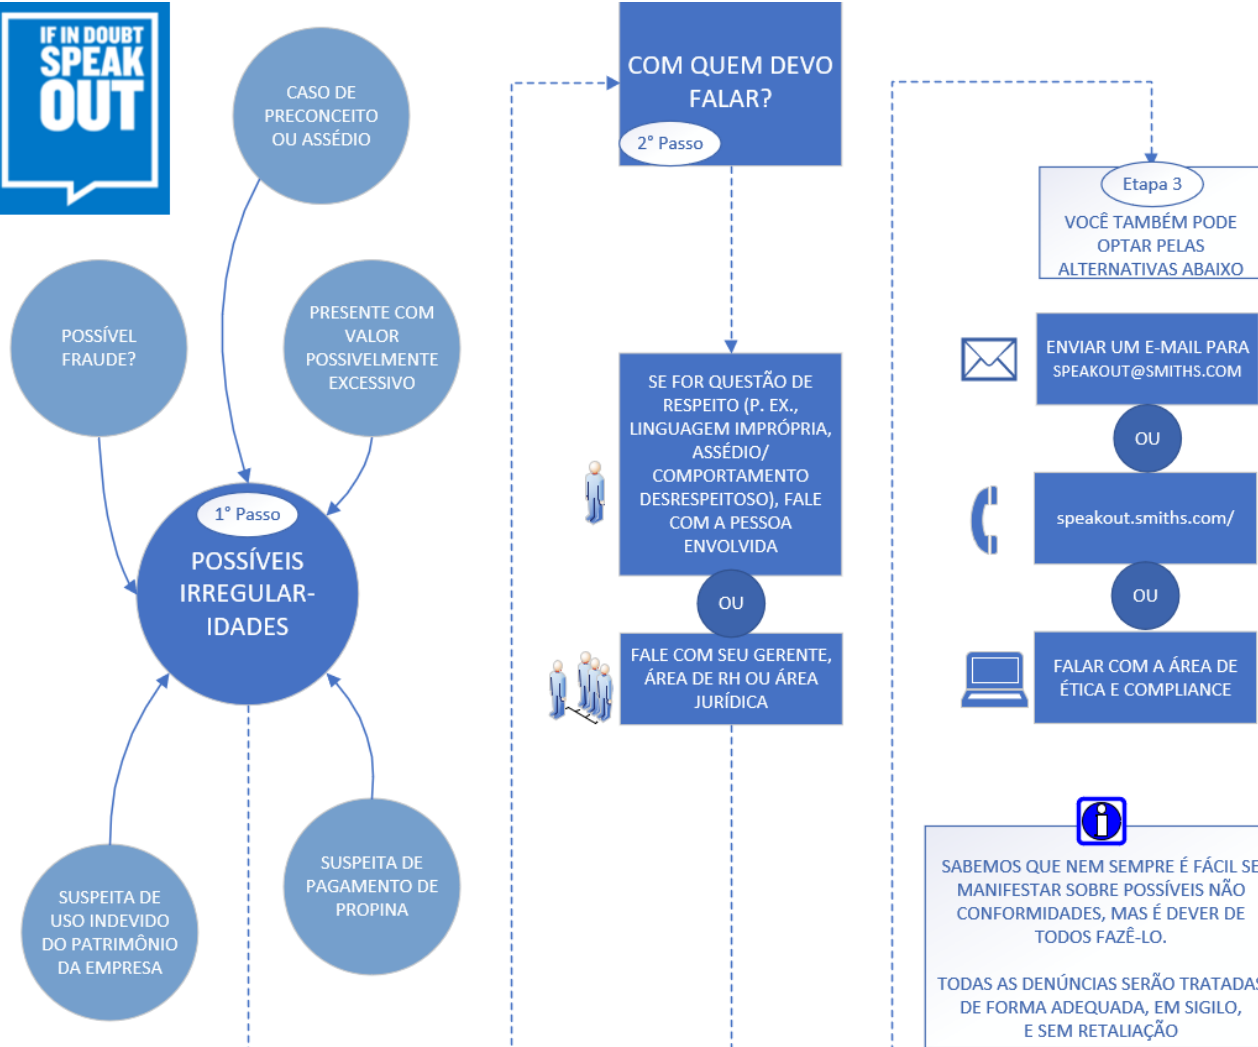 IF IN DOUBT
SPEAK
OUT
CASO DE
PRECONCEITO
OU ASSÉDIO
POSSÍVEL
FRAUDE?
PRESENTE COM
VALOR
POSSIVELMENTE
EXCESSIVO
1° Passo
POSSÍVEIS
IRREGULAR-
IDADES
SUSPEITA DE
USO INDEVIDO
DO PATRIMÔNIO
DA EMPRESA
SUSPEITA DE
PAGAMENTO DE
PROPINA
COM QUEM DEVO
FALAR?
2° Passo
SE FOR QUESTÃO DE
RESPEITO (P. EX.,
LINGUAGEM IMPRÓPRIA,
ASSÉDIO/
COMPORTAMENTO
DESRESPEITOSO), FALE
COM A PESSOA
ENVOLVIDA
OU
FALE COM SEU GERENTE,
ÁREA DE RH OU ÁREA
JURÍDICA
Etapa 3
VOCÊ TAMBÉM PODE
OPTAR PELAS
ALTERNATIVAS ABAIXO
ENVIAR UM E-MAIL PARA
SPEAKOUT@SMITHS.COM
OU
speakout.smiths.com/
OU
FALAR COM A ÁREA DE
ÉTICA E COMPLIANCE
SABEMOS QUE NEM SEMPRE É FÁCIL SE
MANIFESTAR SOBRE POSSÍVEIS NÃO
CONFORMIDADES, MAS É DEVER DE
TODOS FAZÊ-LO.
TODAS AS DENÚNCIAS SERÃO TRATADAS
DE FORMA ADEQUADA, EM SIGILO,
E SEM RETALIAÇÃO